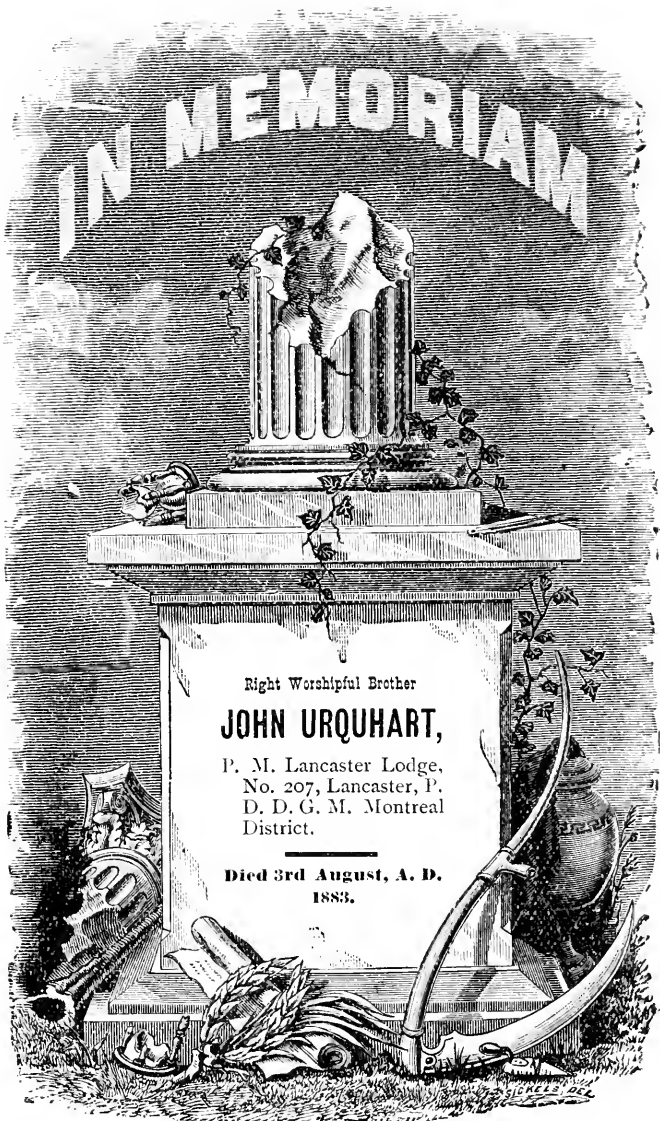 IN MEMORIAM
Right Worshipful Brother
JOHN URQUHART,
P. M. Lancaster Lodge,
No. 207, Lancaster, P.
D. D. G. M. Montreal
District.
Died 3rd August, A. D.
1883.